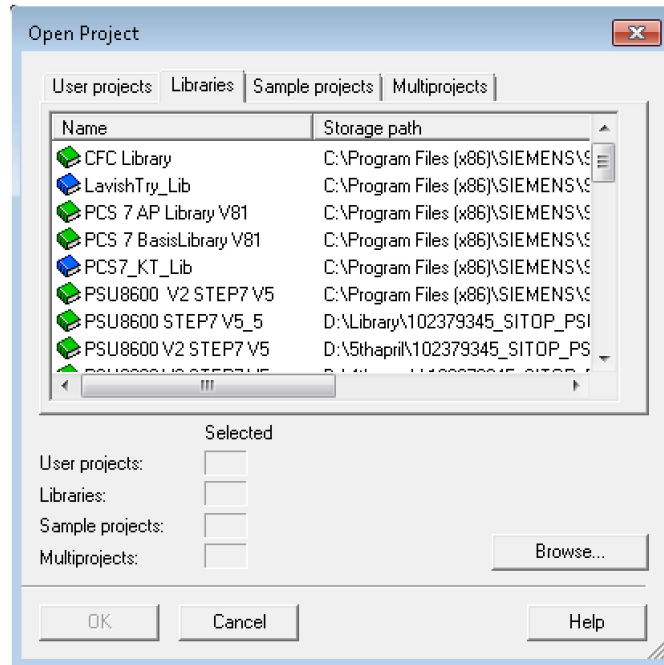 Open Project
User projects Libraries Sample projects Multiprojects
Name Storage path
CFC Library C:\Program Files (x86)\SIEMENS\S
LavishTry_Lib C:\Program Files (x86)\SIEMENS\S
PCS 7 AP Library V81 C:\Program Files (x86)\SIEMENS\S
PCS 7 BasisLibrary V81 C:\Program Files (x86)\SIEMENS\S
PCS7_KT_Lib C:\Program Files (x86)\SIEMENS\S
PSU8600 V2 STEP7 V5 C:\Program Files (x86)\SIEMENS\S
PSU8600 STEP7 V5_5 D:\Library\102379345_SITOP_PSI
PSU8600 V2 STEP7 V5 D:\5thapril\102379345_SITOP_PS
Selected
User projects:
Libraries:
Sample projects:
Multiprojects:
Browse...
OK Cancel Help